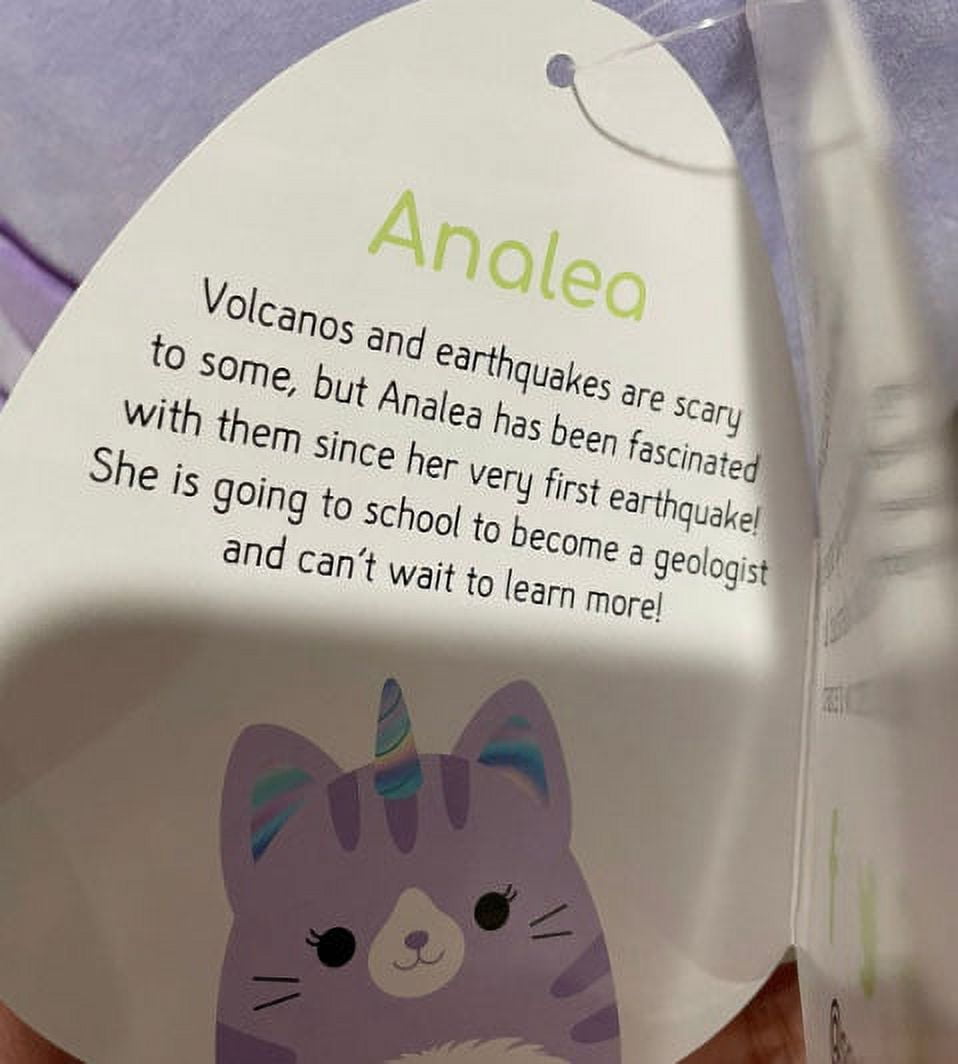 Analea
Volcanos and earthquakes are scary
to some, but Analea has been fascinated
with them since her very first earthquake!
She is going to school to become a geologist
and can't wait to learn more!